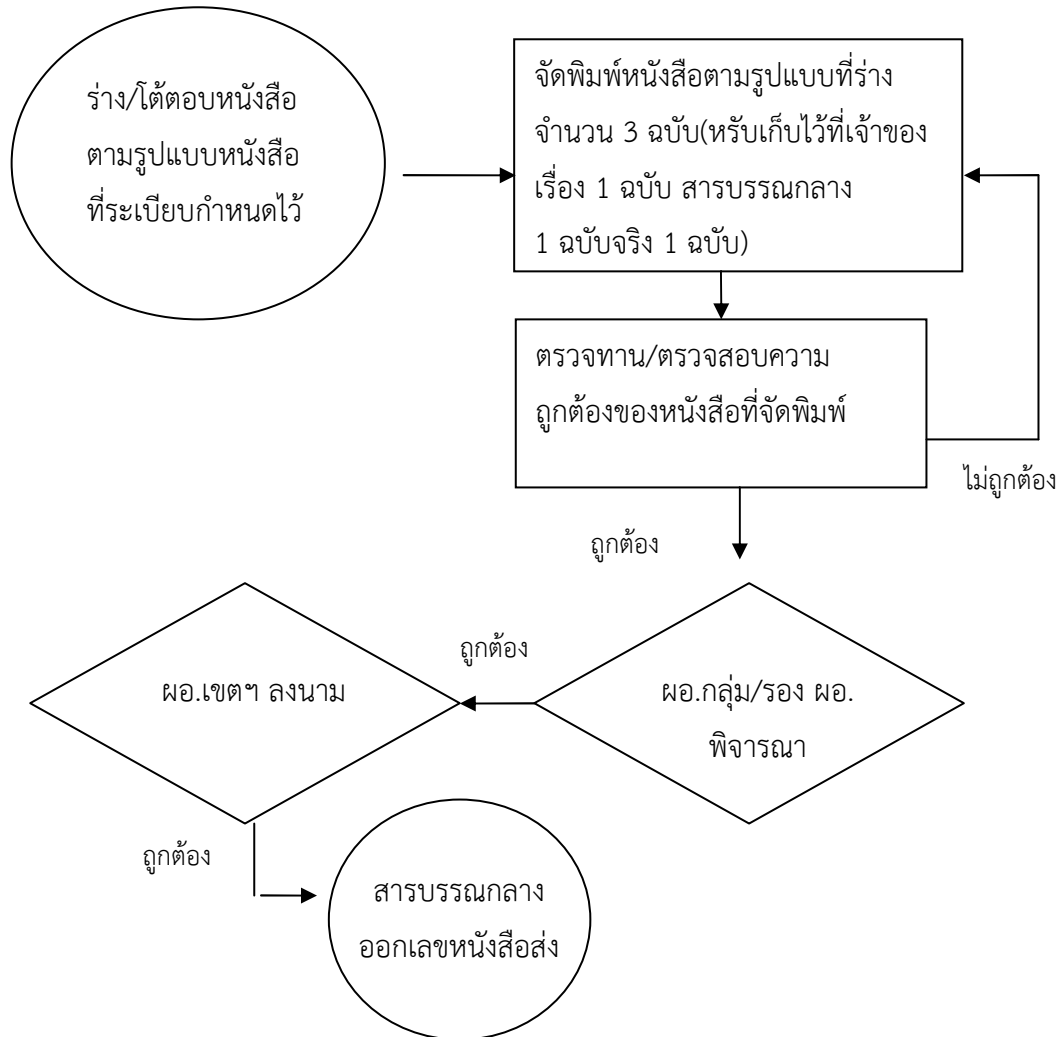 ร่าง/โต้ตอบหนังสือ
ตามรูปแบบหนังสือ
ที่ระเบียบกำหนดไว้
จัดพิมพ์หนังสือตามรูปแบบที่ร่าง
จำนวน 3 ฉบับ(หรับเก็บไว้ที่เจ้าของ
เรื่อง 1 ฉบับ สารบรรณกลาง
1 ฉบับจริง 1 ฉบับ)
ตรวจทาน/ตรวจสอบความ
ถูกต้องของหนังสือที่จัดพิมพ์
ไม่ถูกต้อง
ถูกต้อง
ผอ.กลุ่ม/รอง ผอ.
พิจารณา
ถูกต้อง
ผอ.เขตฯ ลงนาม
ถูกต้อง
สารบรรณกลาง
ออกเลขหนังสือส่ง